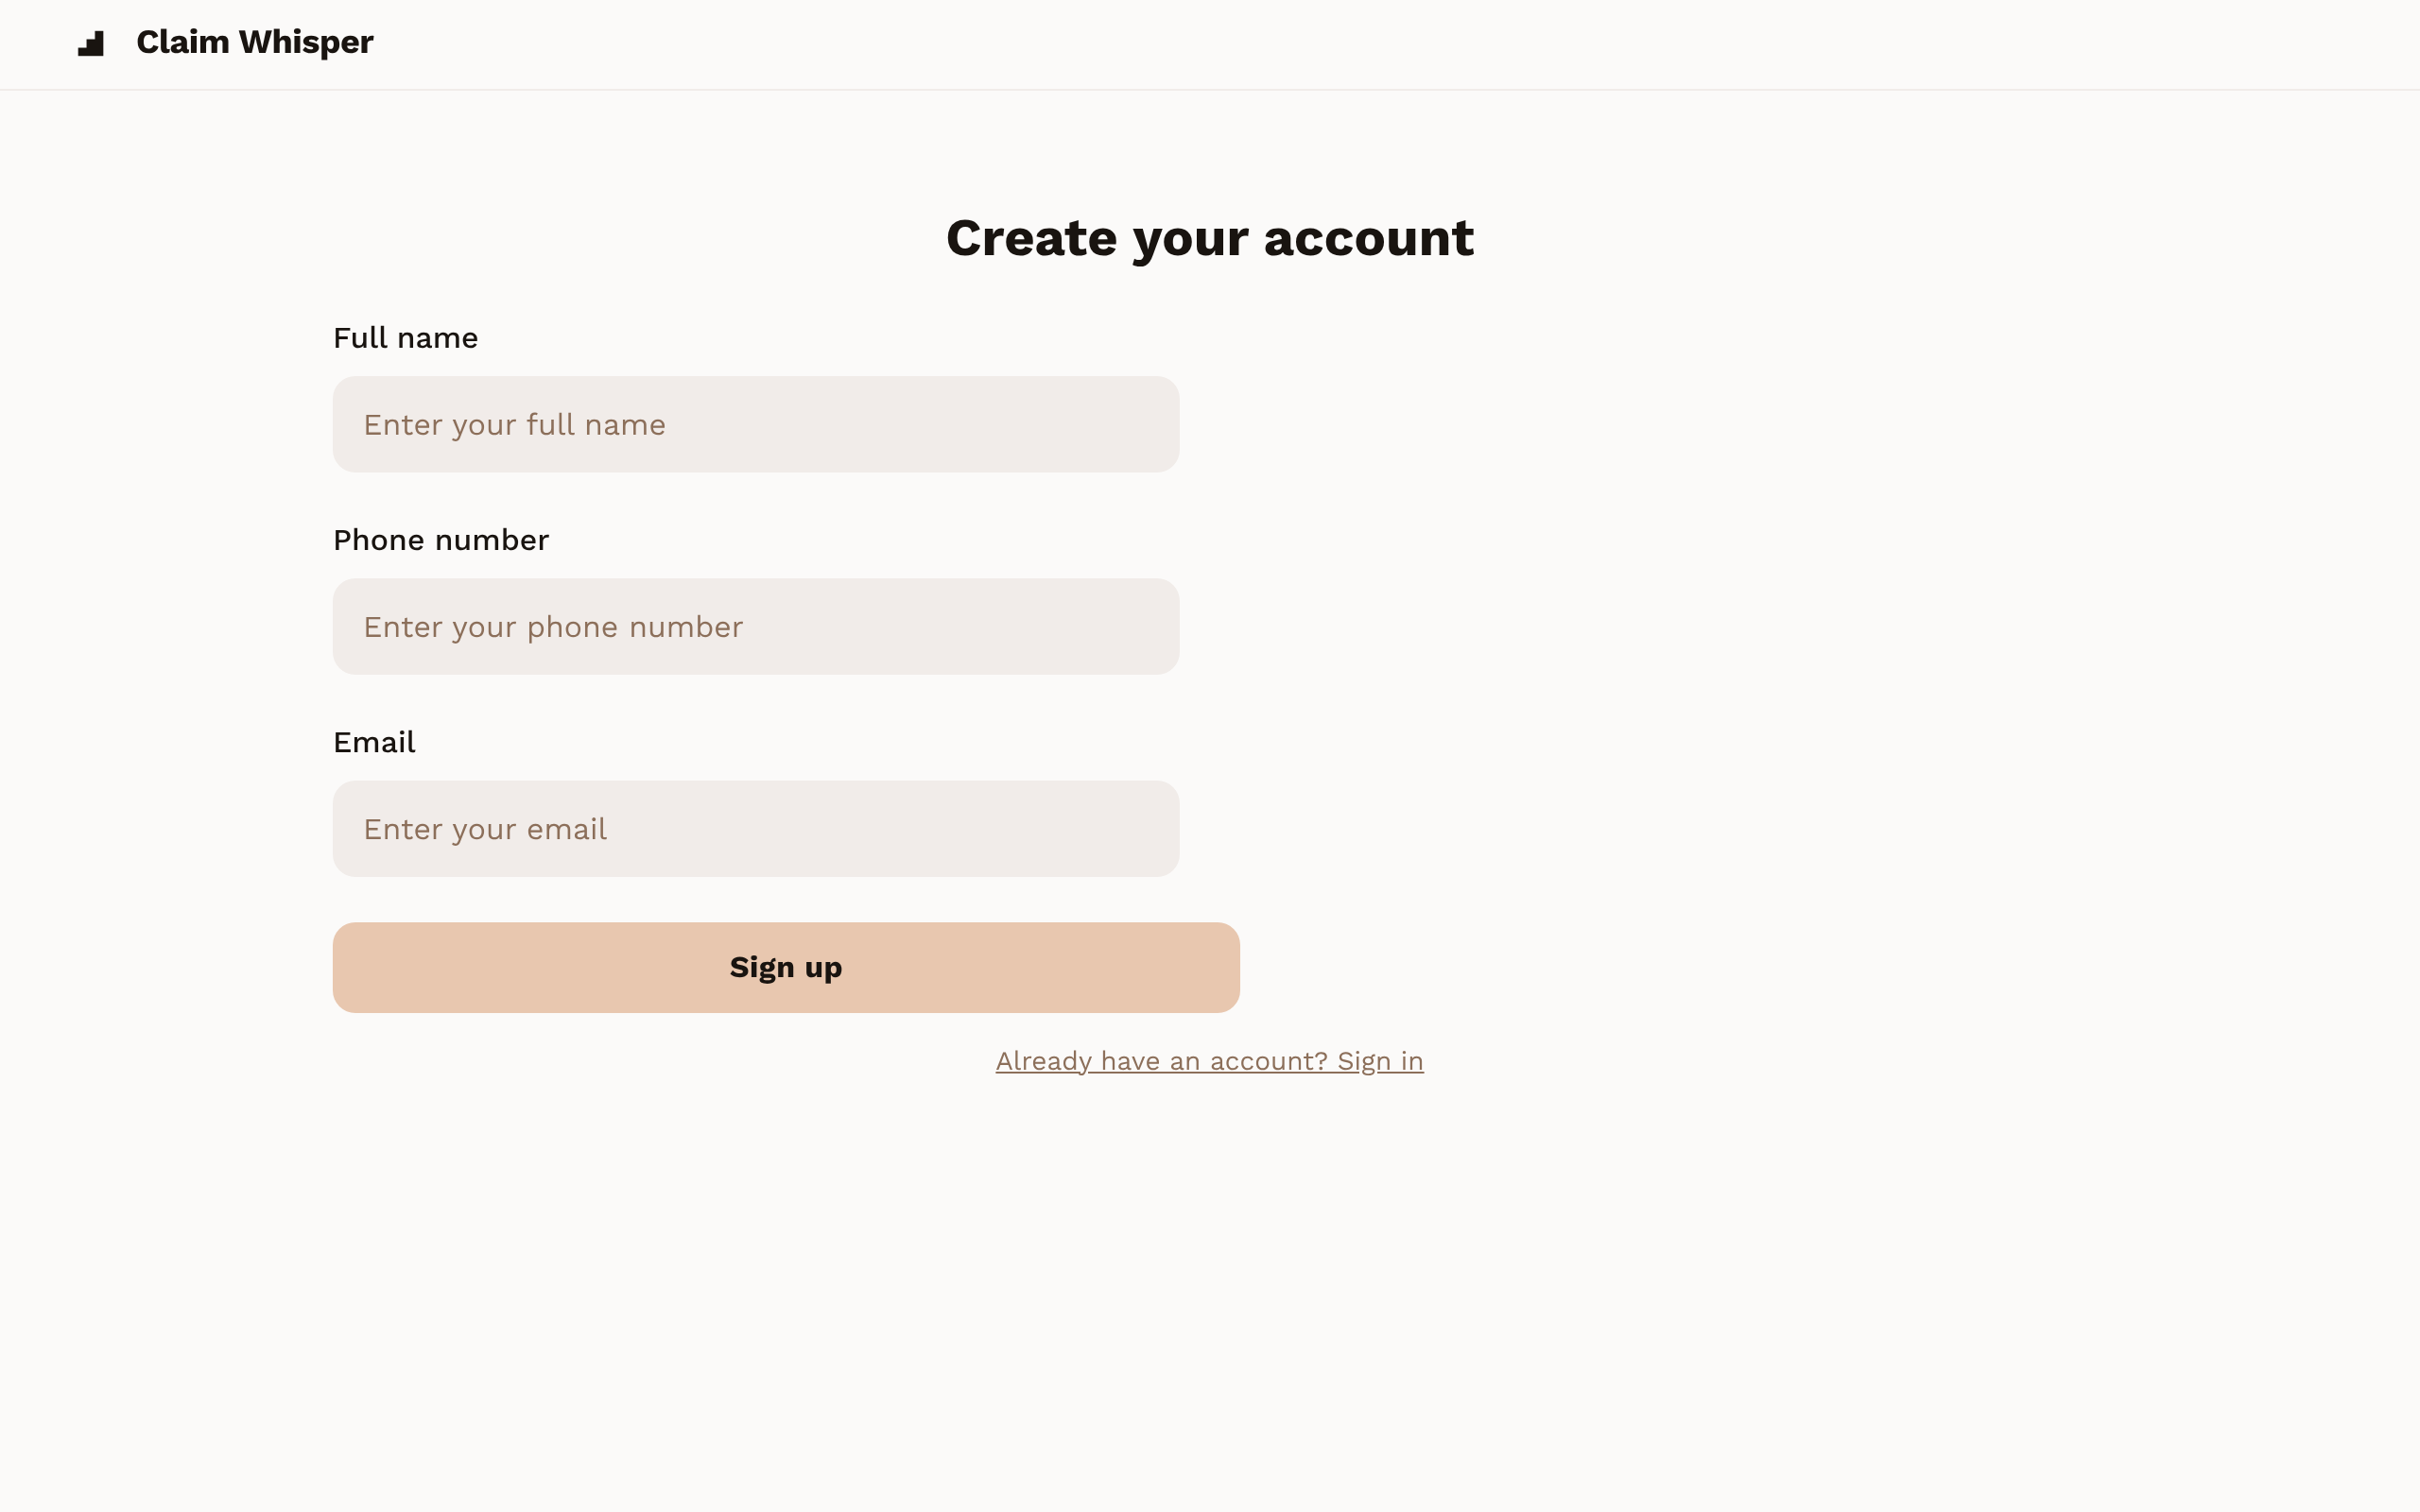 Claim Whisper
Create your account
Full name
Enter your full name
Phone number
Enter your phone number
Email
Enter your email
Sign up
Already have an account? Sign in